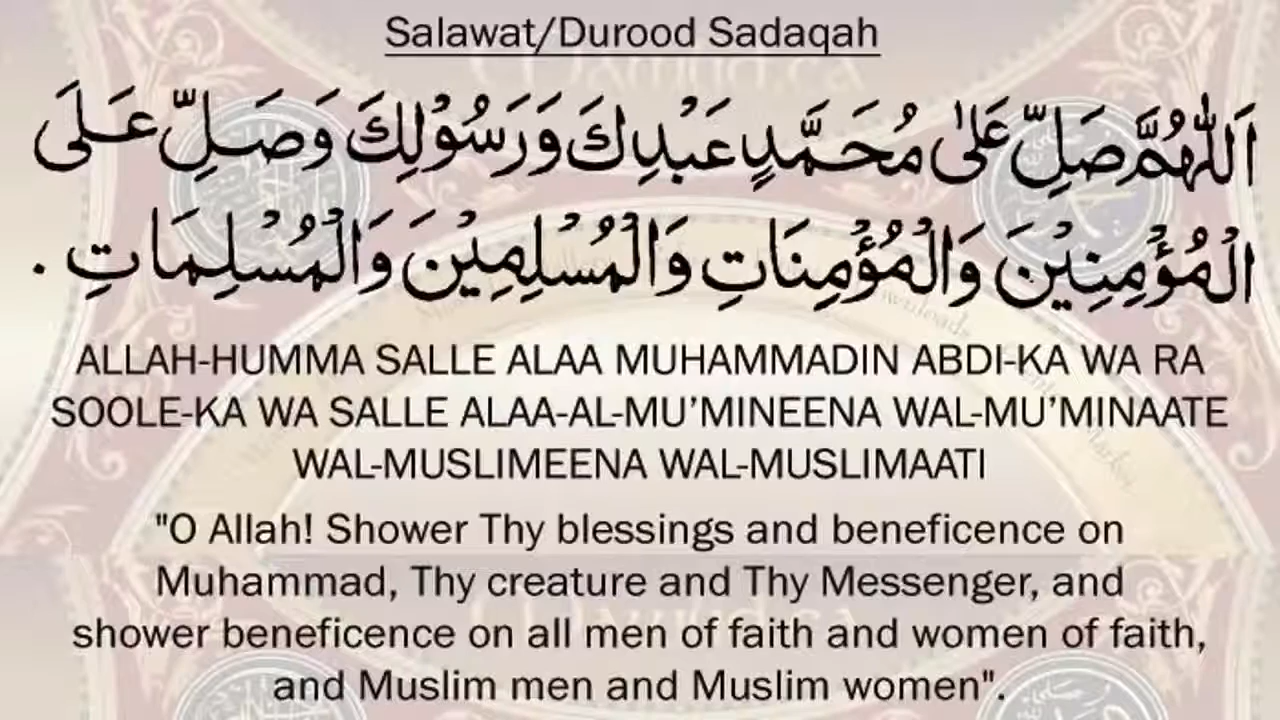 Salawat/Durood Sadaqah
اَللّٰهُمَّ صَلِّ عَلٰى مُحَمَّدٍ عَبْدِكَ وَرَسُوْلِكَ وَصَلِّ عَلَى
الْمُؤْمِنِيْنَ وَالْمُؤْمِنَاتِ وَالْمُسْلِمِيْنَ وَالْمُسْلِمَاتِ .
ALLAH-HUMMA SALLE ALAA MUHAMMADIN ABDI-KA WA RA
SOOLE-KA WA SALLE ALAA-AL-MU’MINEENA WAL-MU’MINAATE
WAL-MUSLIMEENA WAL-MUSLIMAATI
"O Allah! Shower Thy blessings and beneficence on
Muhammad, Thy creature and Thy Messenger, and
shower beneficence on all men of faith and women of faith,
and Muslim men and Muslim women".